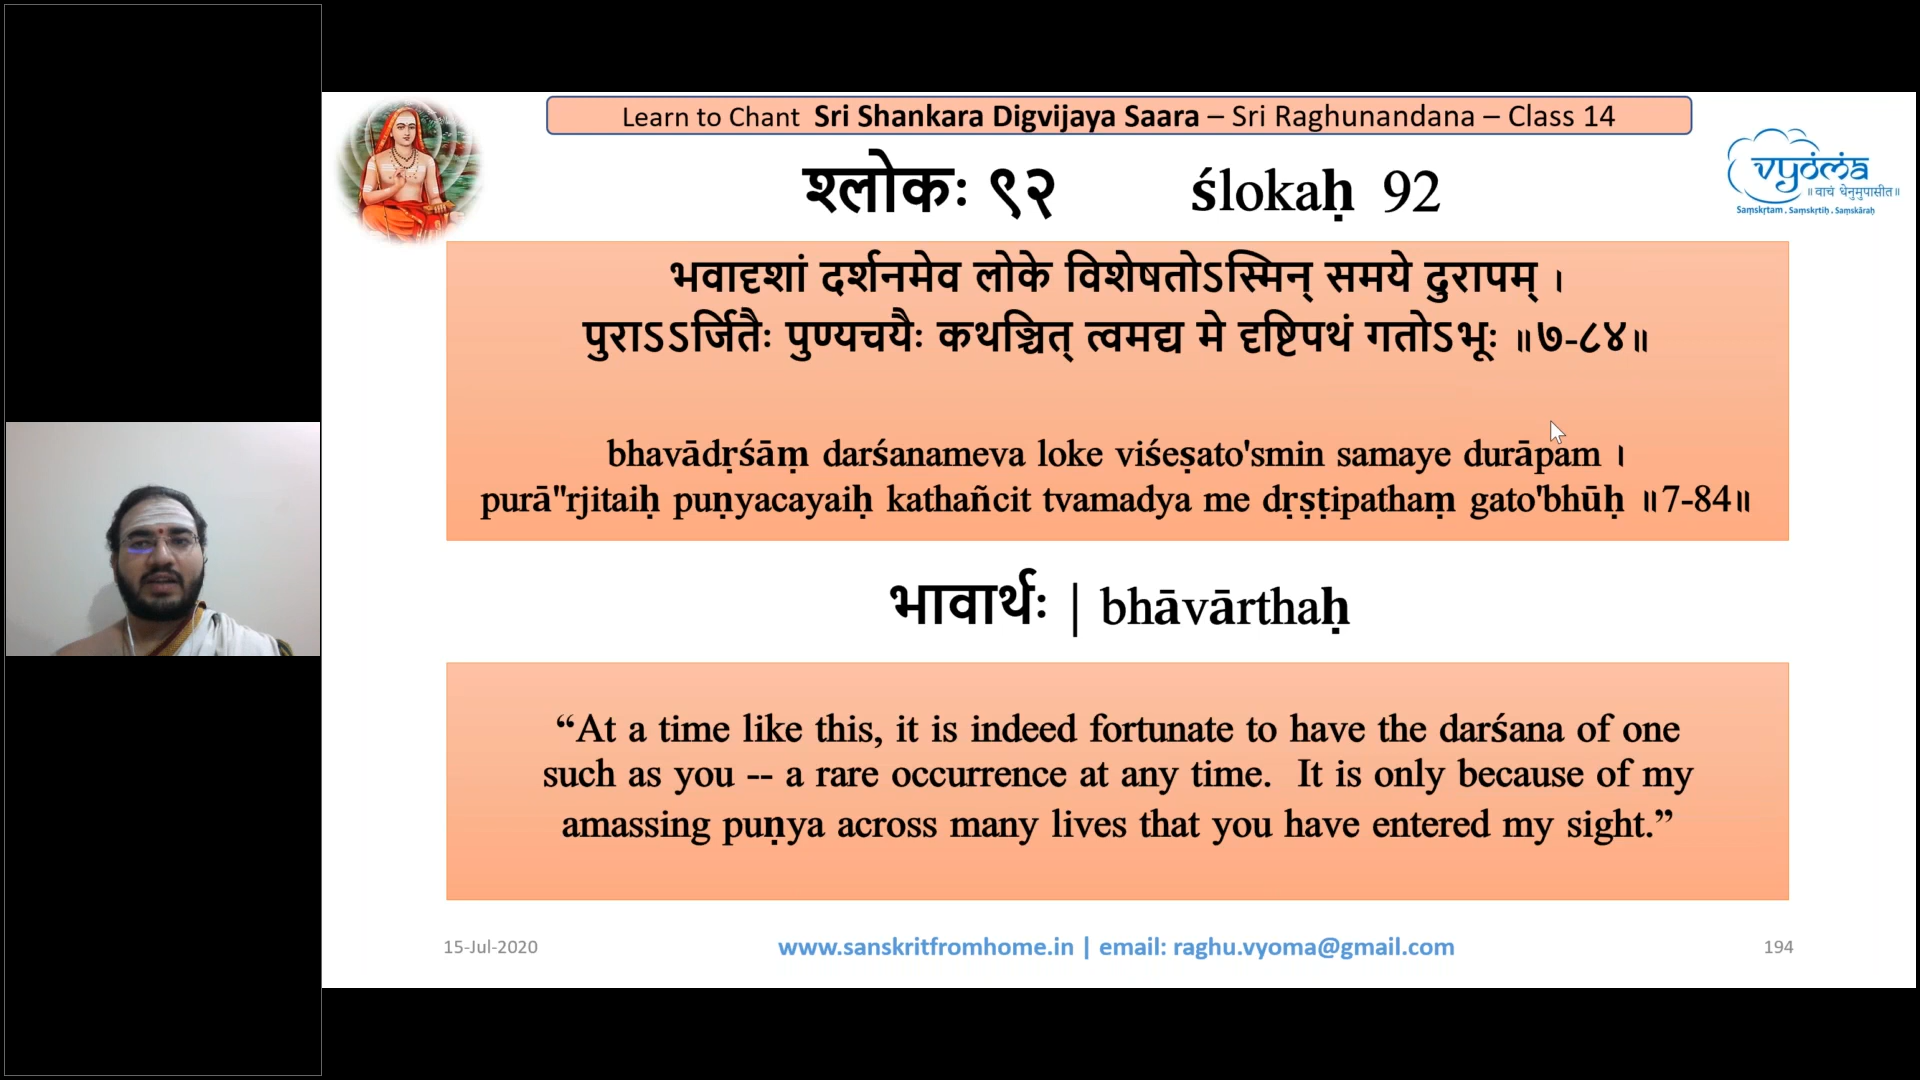 Learn to Chant Sri Shankara Digvijaya Saara – Sri Raghunandana – Class 14
श्लोकः ९२ ślokaḥ 92
vyoma
॥ वाचं धेनुमुपासीत॥
Saṃskṛtam . Saṃskṛtiḥ . Saṃskāraḥ
भवादृशां दर्शनमेव लोके विशेषतोऽस्मिन् समये दुरापम् ।
पुराऽऽर्जितैः पुण्यचयैः कथञ्चित् त्वमद्य मे दृष्टिपथं गतोऽभूः ॥७-८४॥
bhavādṛśāṃ darśanameva loke viśeṣato'smin samaye durāpam ।
purā"rjitaiḥ puṇyacayaiḥ kathañcit tvamadya me dṛṣṭipathaṃ gato'bhūḥ ॥7-84॥
भावार्थः | bhāvārthaḥ
“At a time like this, it is indeed fortunate to have the darśana of one
such as you -- a rare occurrence at any time. It is only because of my
amassing puṇya across many lives that you have entered my sight.”
15-Jul-2020 www.sanskritfromhome.in | email: raghu.vyoma@gmail.com 194